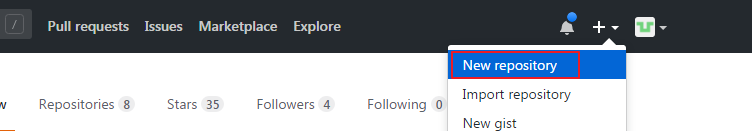 / Pull requests Issues Marketplace Explore
New repository
Import repository
Repositories 8 Stars 35 Followers 4 Following 0
New gist